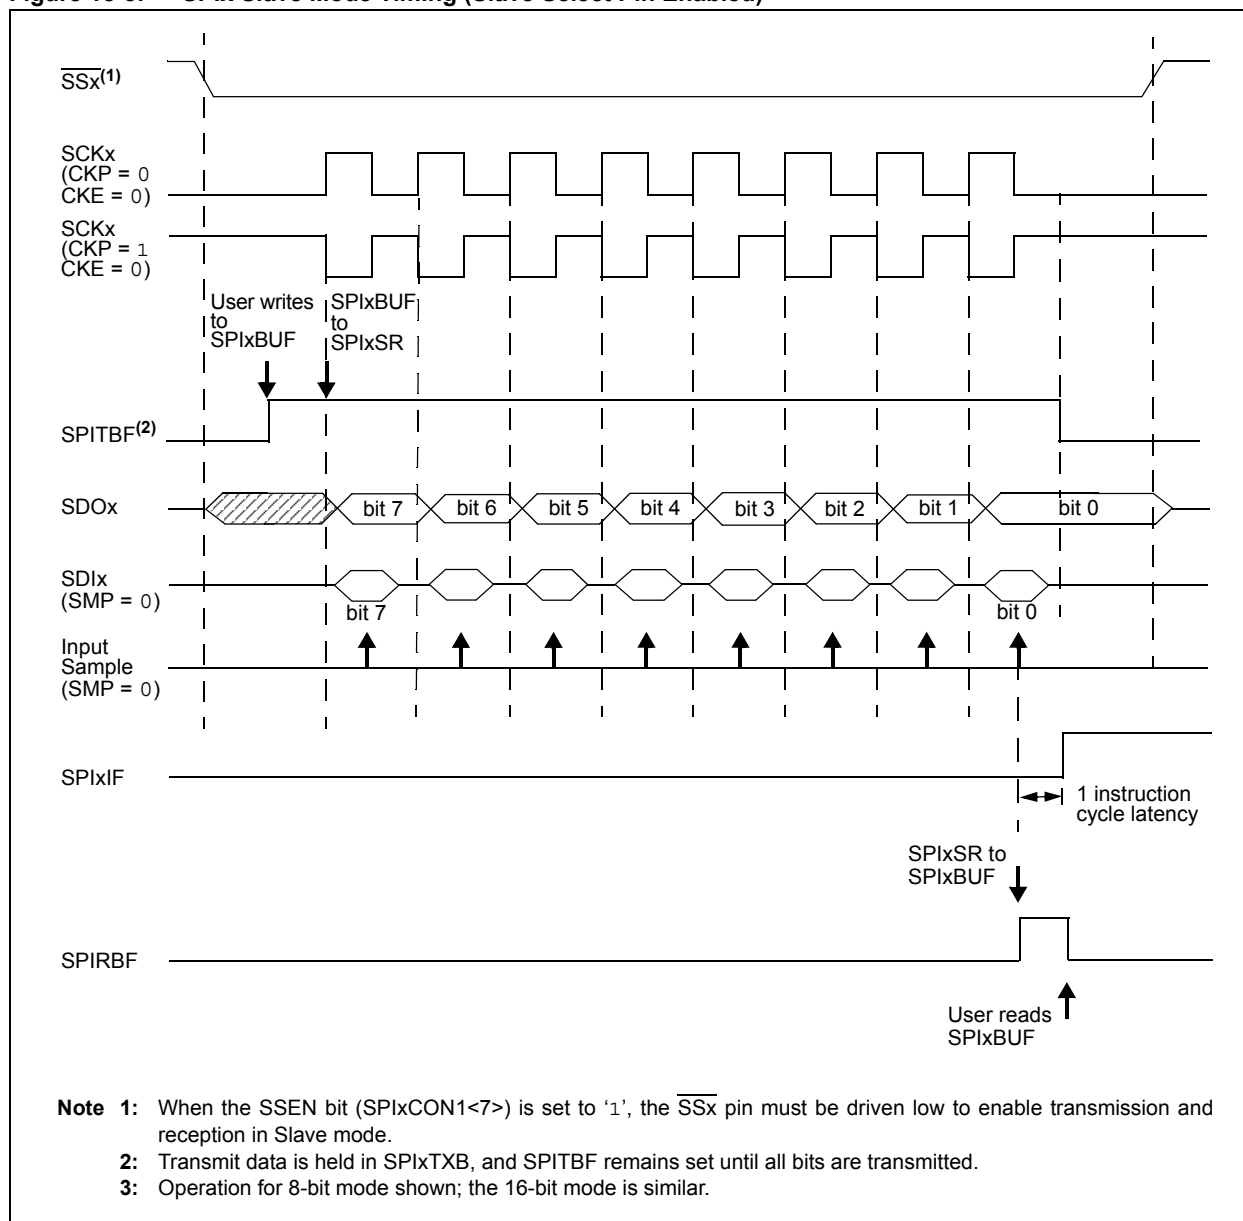 SSx(1)
SCKx
(CKP = 0
CKE = 0)
SCKx
(CKP = 1
CKE = 0)
User writes
to
SPIxBUF
SPIxBUF
to
SPIxSR
SPITBF(2)
SDOx
bit 7
bit 6
bit 5
bit 4
bit 3
bit 2
bit 1
bit 0
SDIx
(SMP = 0)
bit 7
bit 0
Input
Sample
(SMP = 0)
SPIxIF
1 instruction
cycle latency
SPIxSR to
SPIxBUF
SPIRBF
User reads
SPIxBUF
Note 1: When the SSEN bit (SPIxCON1<7>) is set to ‘1’, the SSx pin must be driven low to enable transmission and
reception in Slave mode.
2: Transmit data is held in SPIxTXB, and SPITBF remains set until all bits are transmitted.
3: Operation for 8-bit mode shown; the 16-bit mode is similar.